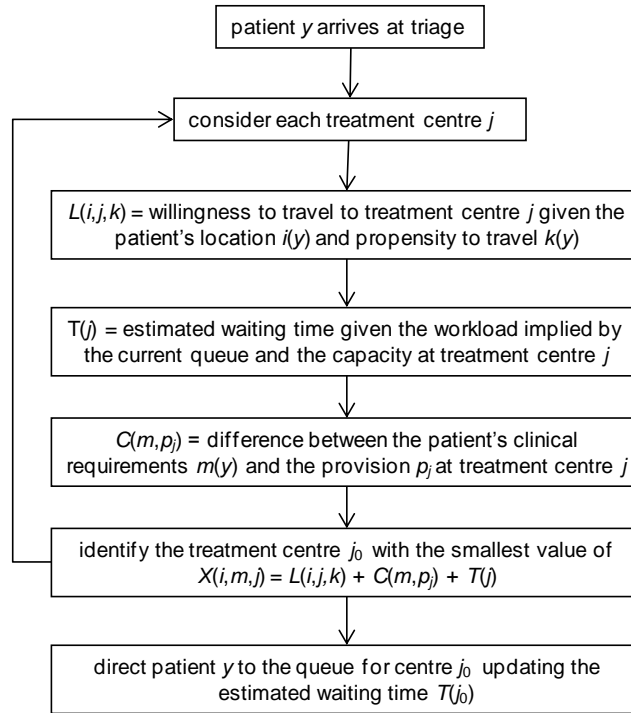 patient y arrives at triage
consider each treatment centre j
L(i,j,k) = willingness to travel to treatment centre j given the
patient's location i(y) and propensity to travel k(y)
T(j) = estimated waiting time given the workload implied by
the current queue and the capacity at treatment centre j
C(m,pⱼ) = difference between the patient's clinical
requirements m(y) and the provision pⱼ at treatment centre j
identify the treatment centre j₀ with the smallest value of
X(i,m,j) = L(i,j,k) + C(m,pⱼ) + T(j)
direct patient y to the queue for centre j₀ updating the
estimated waiting time T(j₀)